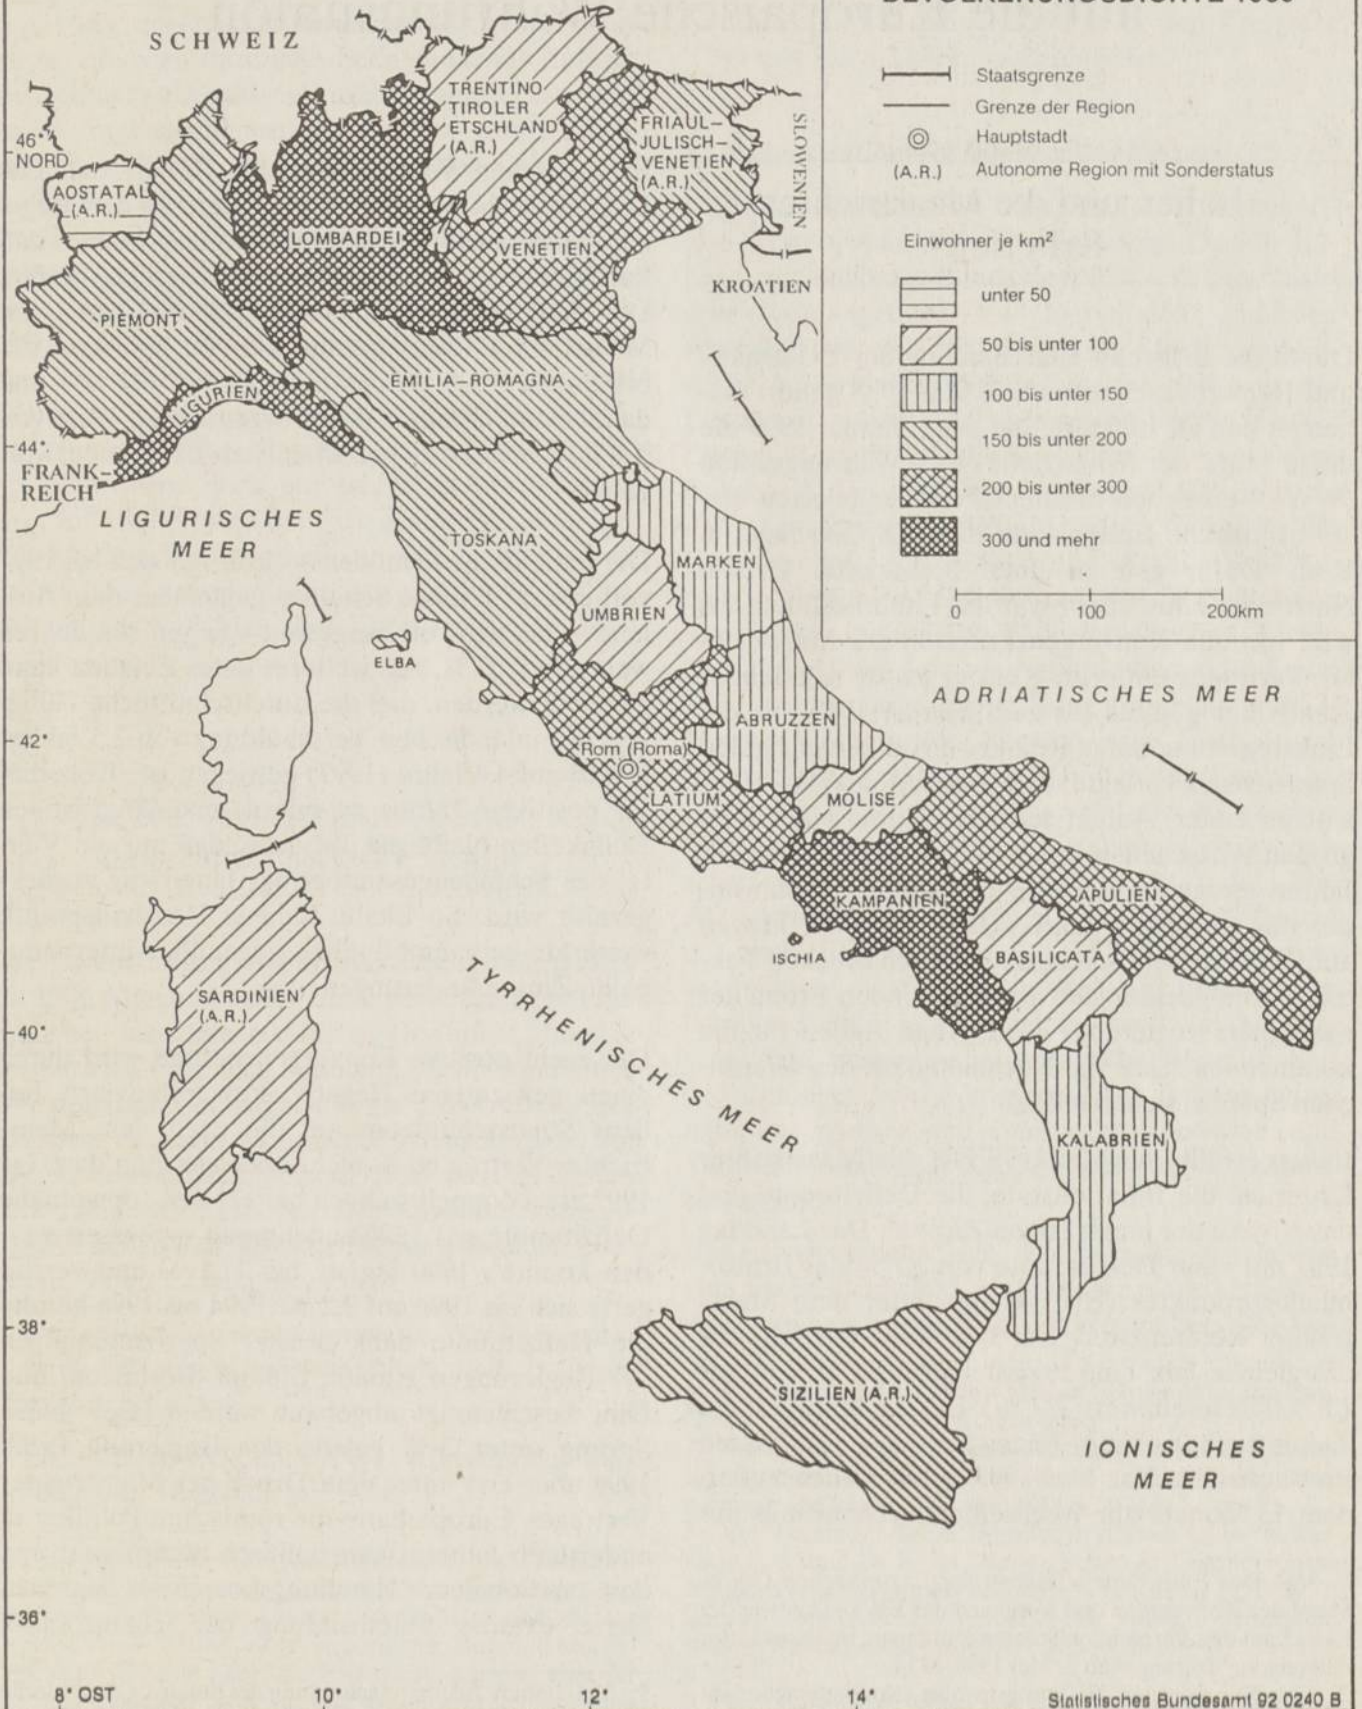 SCHWEIZ
Staatsgrenze
Grenze der Region
Hauptstadt
(A.R.) Autonome Region mit Sonderstatus
Einwohner je km²
unter 50
50 bis unter 100
100 bis unter 150
150 bis unter 200
200 bis unter 300
300 und mehr
0 100 200km
46°
NORD
TRENTINO
TIROLER
ETSCHLAND
(A.R.)
FRIAUL-
JULISCH-
VENETIEN
(A.R.)
SLOWENIEN
AOSTATAL
(A.R.)
LOMBARDEI
VENETIEN
KROATIEN
PIEMONT
EMILIA-ROMAGNA
LIGURIEN
44°
FRANK-
REICH
LIGURISCHES
MEER
TOSKANA
MARKEN
UMBRIEN
ELBA
ADRIATISCHES MEER
42°
ABRUZZEN
Rom (Roma)
LATIUM
MOLISE
KAMPANIEN
APULIEN
ISCHIA
BASILICATA
SARDINIEN
(A.R.)
TYRRHENISCHES MEER
40°
KALABRIEN
38°
SIZILIEN (A.R.)
IONISCHES
MEER
36°
8° OST 10° 12° 14°
Statistisches Bundesamt 92 0240 B